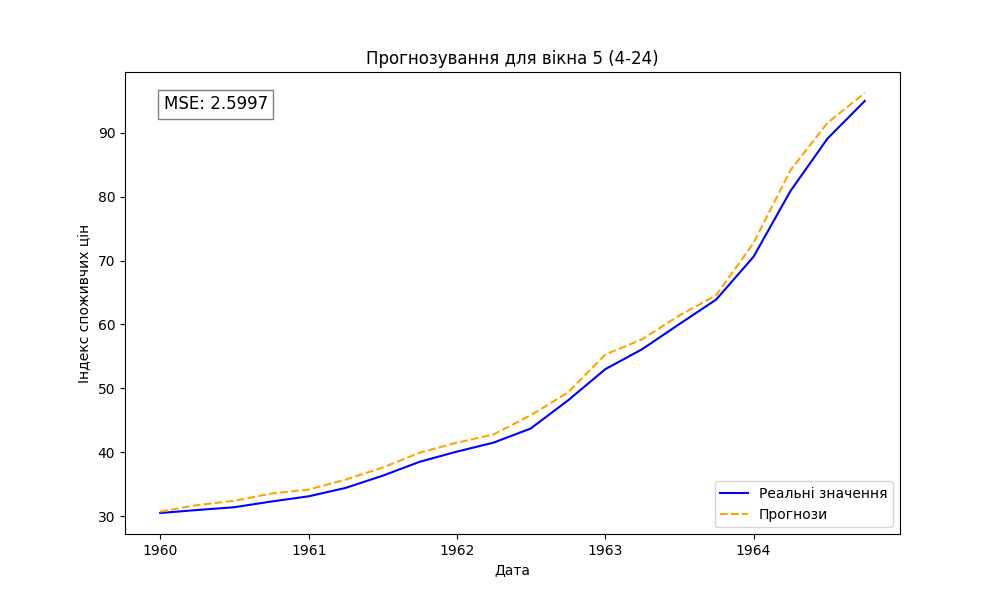 Прогнозування для вікна 5 (4-24)
MSE: 2.5997
Індекс споживчих цін
90
80
70
60
50
40
30
1960
1961
1962
1963
1964
Дата
Реальні значення
Прогнози